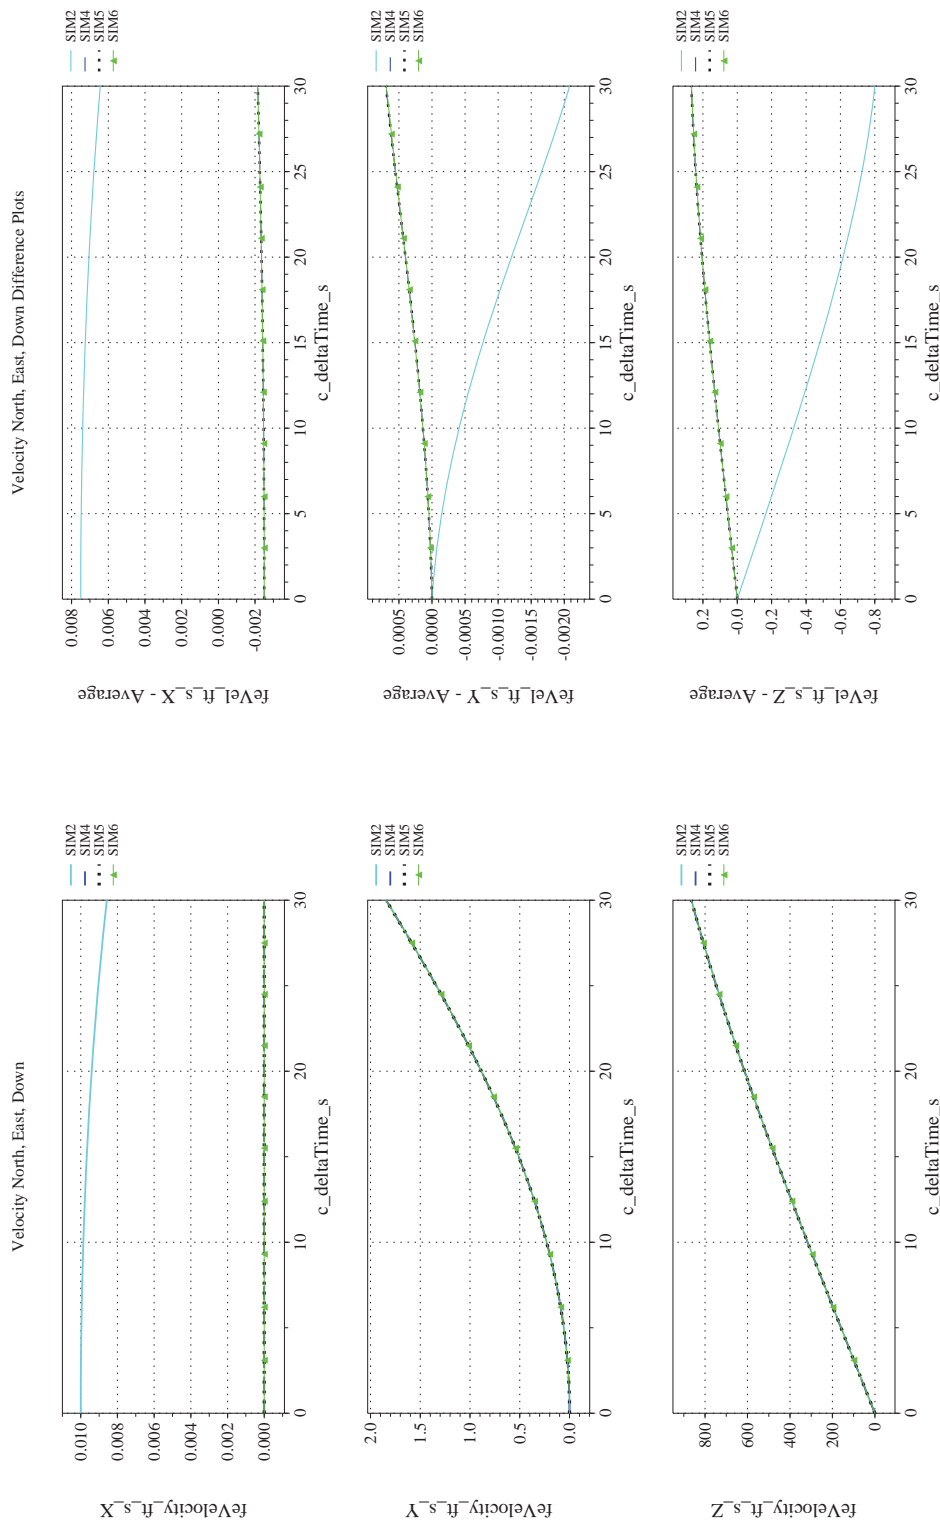 Velocity North, East, Down
feVelocity_ft_s_X
0.010
0.008
0.006
0.004
0.002
0.000
0
10
20
30
c_deltaTime_s
SIM2
SIM4
SIM5
SIM6
feVelocity_ft_s_Y
2.0
1.5
1.0
0.5
0.0
0
10
20
30
c_deltaTime_s
SIM2
SIM4
SIM5
SIM6
feVelocity_ft_s_Z
800
600
400
200
0
0
10
20
30
c_deltaTime_s
SIM2
SIM4
SIM5
SIM6
Velocity North, East, Down Difference Plots
feVel_ft_s_X - Average
0.008
0.006
0.004
0.002
0.000
-0.002
0
5
10
15
20
25
30
c_deltaTime_s
SIM2
SIM4
SIM5
SIM6
feVel_ft_s_Y - Average
0.0005
0.0000
-0.0005
-0.0010
-0.0015
-0.0020
0
5
10
15
20
25
30
c_deltaTime_s
SIM2
SIM4
SIM5
SIM6
feVel_ft_s_Z - Average
0.2
-0.0
-0.2
-0.4
-0.6
-0.8
0
5
10
15
20
25
30
c_deltaTime_s
SIM2
SIM4
SIM5
SIM6